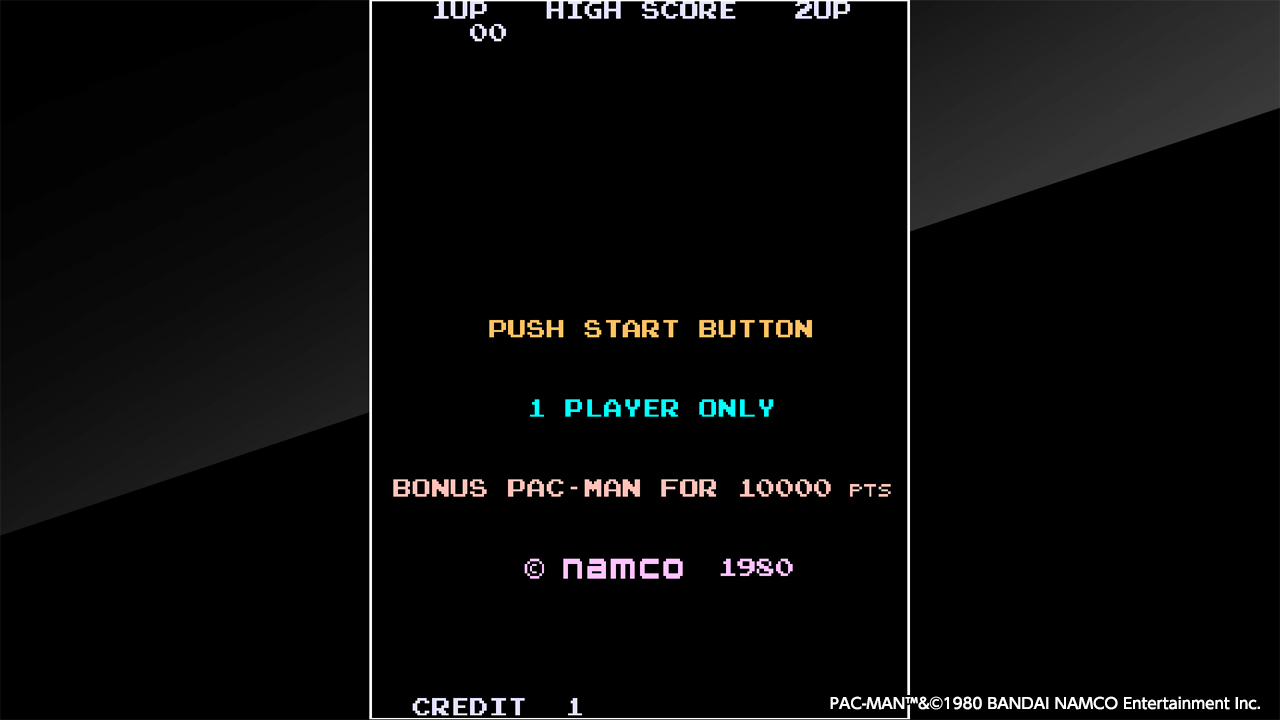 1UP HIGH SCORE 2UP
00
PUSH START BUTTON
1 PLAYER ONLY
BONUS PAC-MAN FOR 10000 PTS
© namco 1980
CREDIT 1
PAC-MAN™&©1980 BANDAI NAMCO Entertainment Inc.